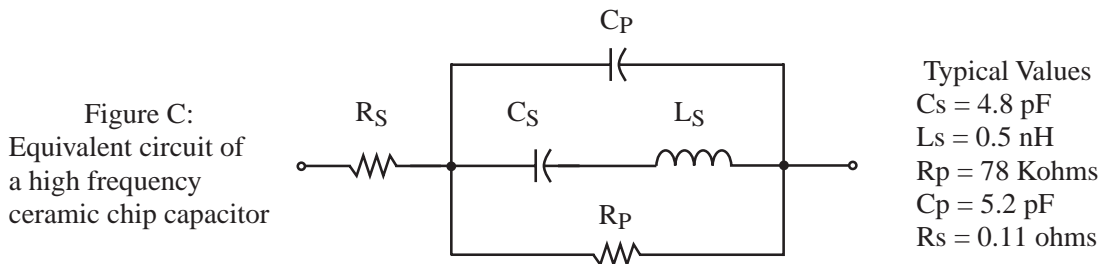 Figure C:
Equivalent circuit of
a high frequency
ceramic chip capacitor
CP
RS
CS
LS
RP
Typical Values
Cs = 4.8 pF
Ls = 0.5 nH
Rp = 78 Kohms
Cp = 5.2 pF
Rs = 0.11 ohms